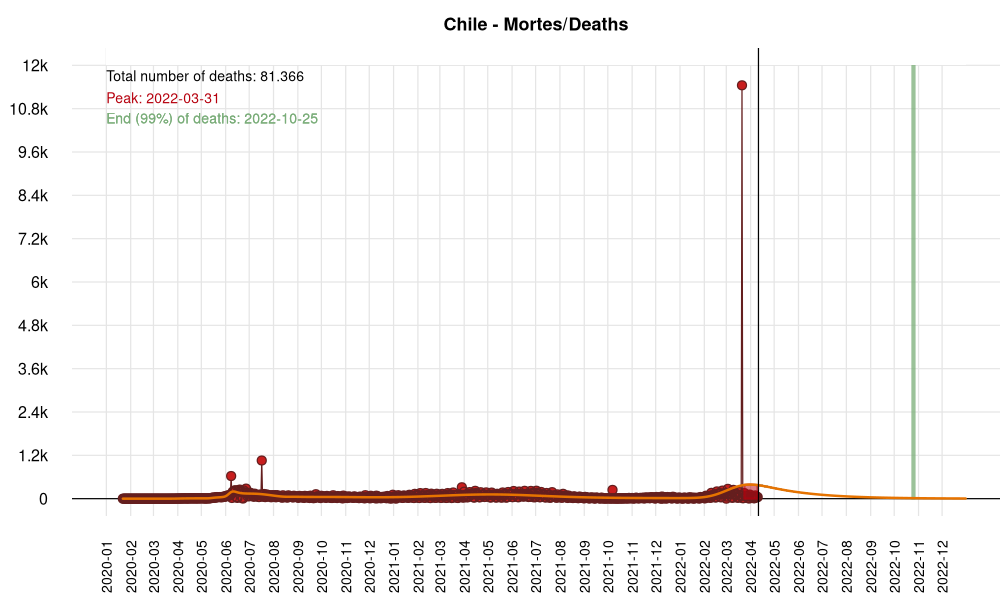 Chile - Mortes/Deaths
Total number of deaths: 81.366
Peak: 2022-03-31
End (99%) of deaths: 2022-10-25
12k
10.8k
9.6k
8.4k
7.2k
6k
4.8k
3.6k
2.4k
1.2k
0
2020-01
2020-02
2020-03
2020-04
2020-05
2020-06
2020-07
2020-08
2020-09
2020-10
2020-11
2020-12
2021-01
2021-02
2021-03
2021-04
2021-05
2021-06
2021-07
2021-08
2021-09
2021-10
2021-11
2021-12
2022-01
2022-02
2022-03
2022-04
2022-05
2022-06
2022-07
2022-08
2022-09
2022-10
2022-11
2022-12